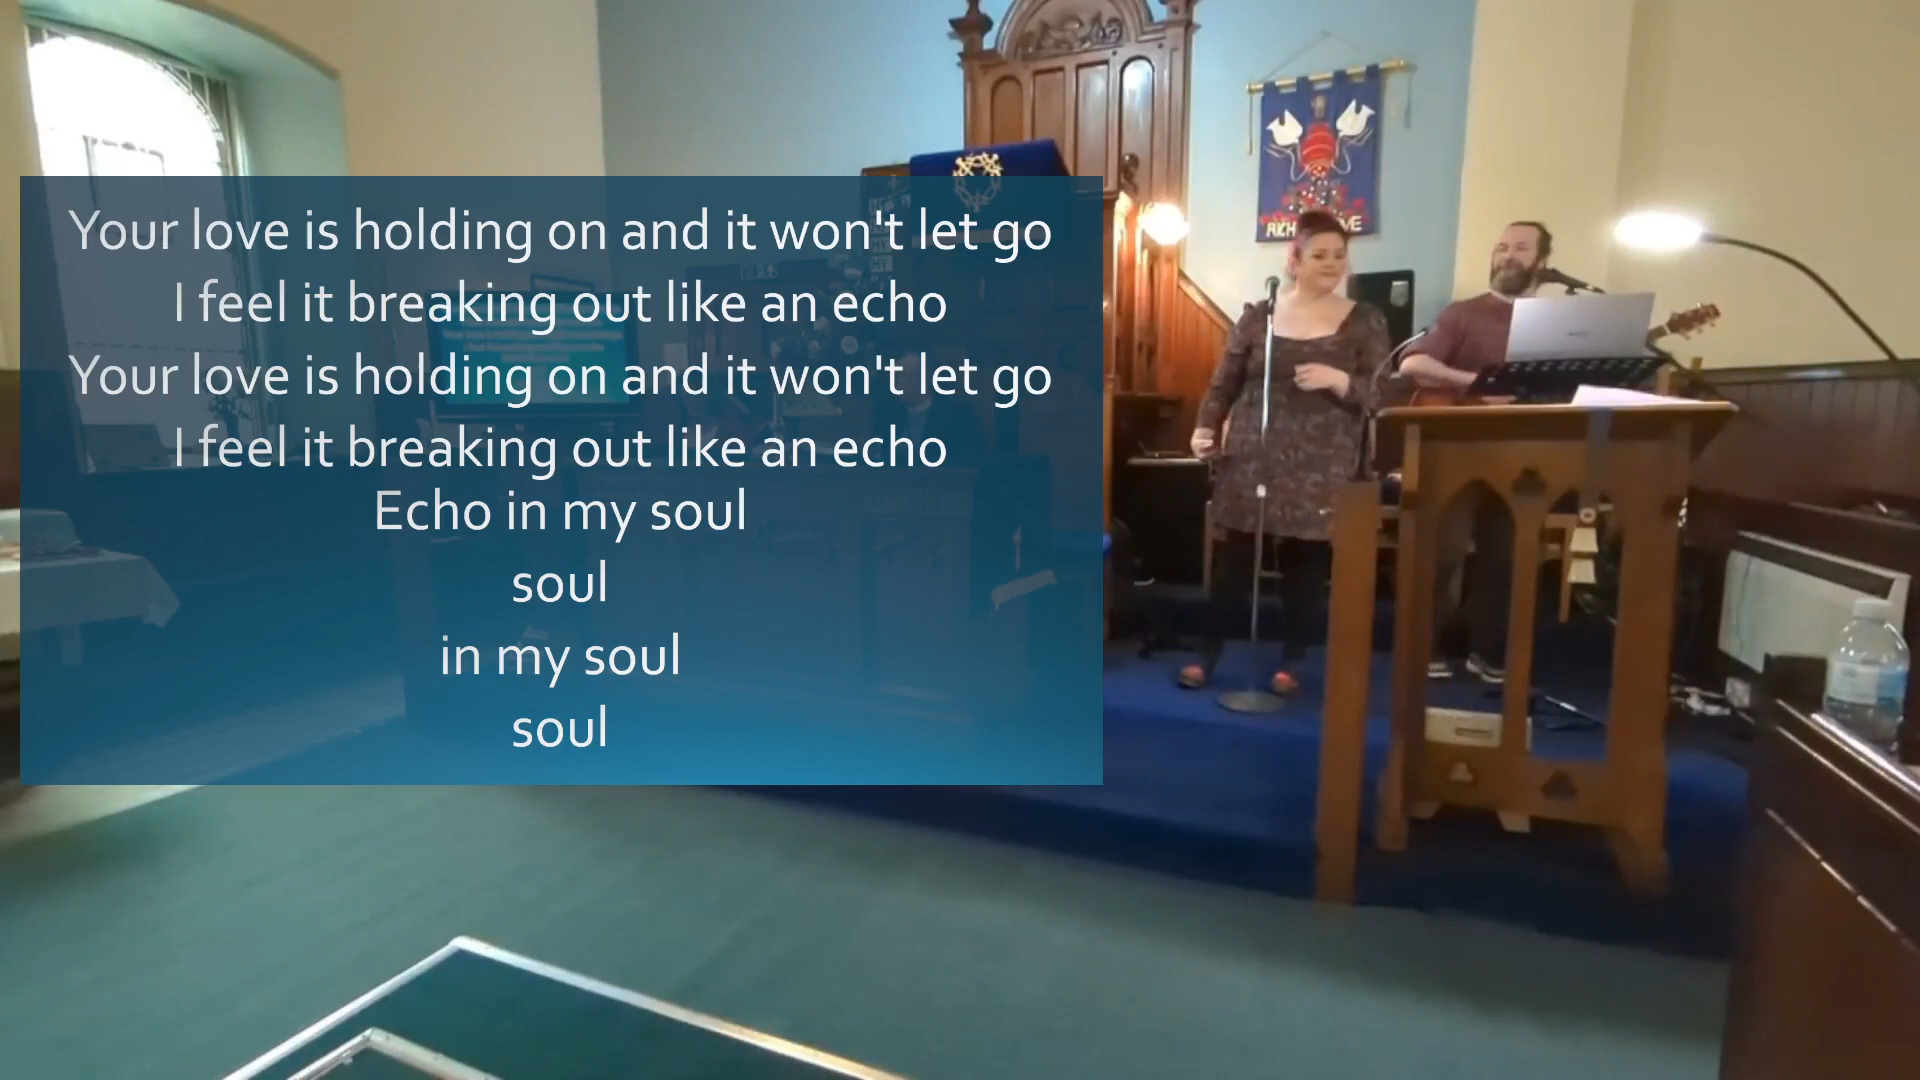 Your love is holding on and it won't let go
I feel it breaking out like an echo
Your love is holding on and it won't let go
I feel it breaking out like an echo
Echo in my soul
soul
in my soul
soul